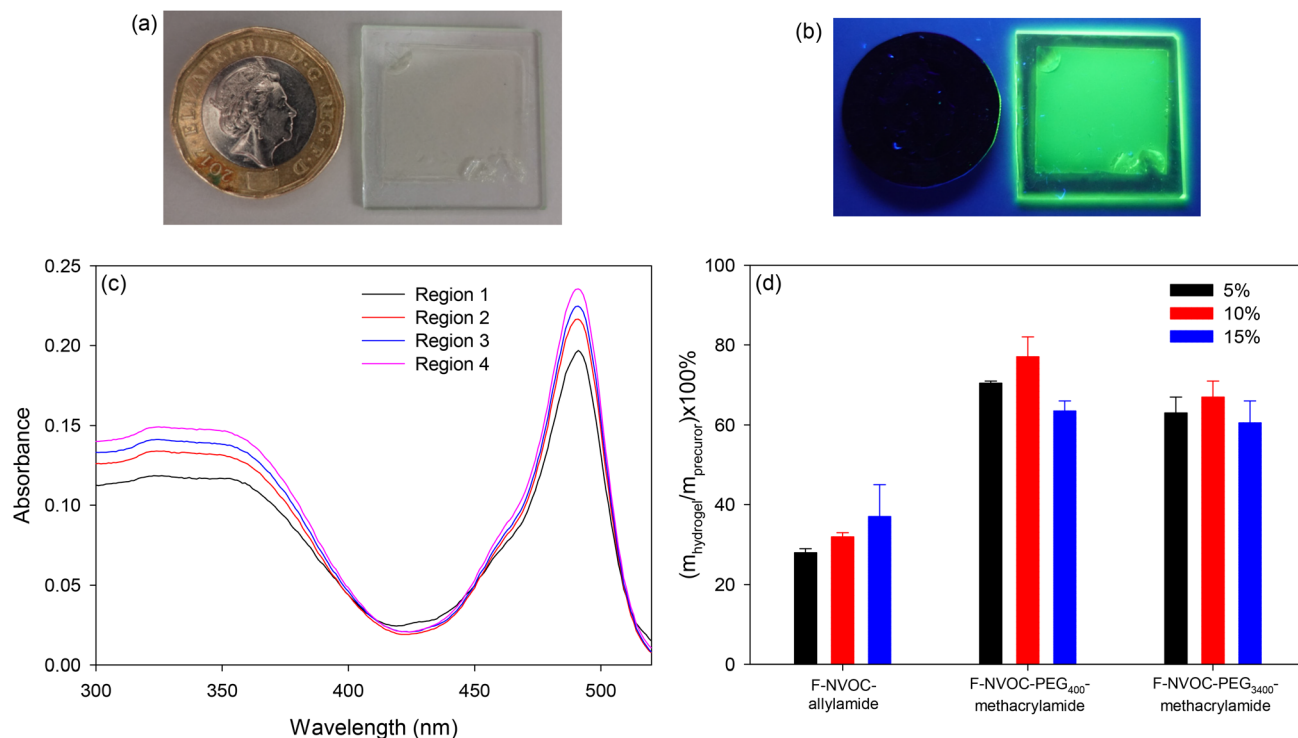 (a)
ELIZABETH II·D·G·REG·
(b)
(c)
0.25
0.20
0.15
0.10
0.05
0.00
Absorbance
Region 1
Region 2
Region 3
Region 4
300
350
400
450
500
Wavelength (nm)
(d)
100
80
60
40
20
0
(m_hydrogel/m_precuror)x100%
5%
10%
15%
F-NVOC-
allylamide
F-NVOC-PEG₄₀₀-
methacrylamide
F-NVOC-PEG₃₄₀₀-
methacrylamide